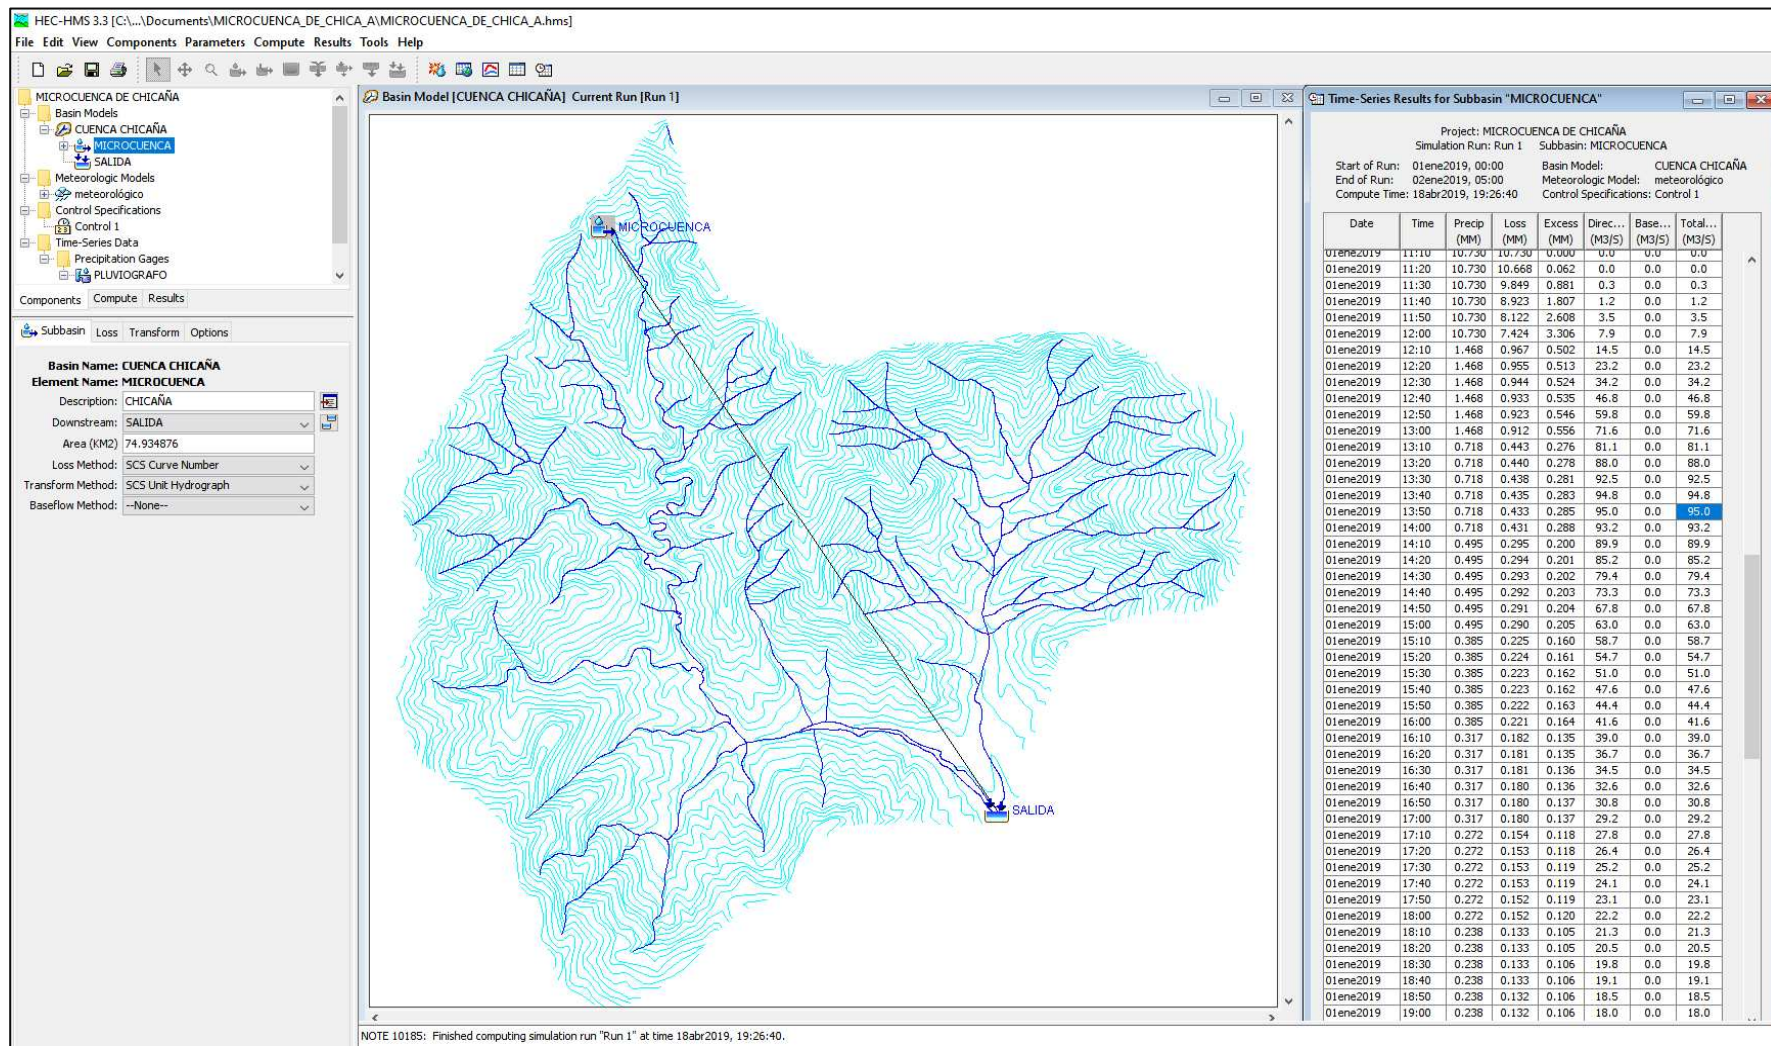 HEC-HMS 3.3 [C:\...\Documents\MICROCUENCA_DE_CHICA_A\MICROCUENCA_DE_CHICA_A.hms]
File Edit View Components Parameters Compute Results Tools Help
MICROCUENCA DE CHICAÑA
Basin Models
CUENCA CHICAÑA
MICROCUENCA
SALIDA
Meteorologic Models
meteorológico
Control Specifications
Control 1
Time-Series Data
Precipitation Gages
PLUVIOGRAFO
Components Compute Results
Subbasin Loss Transform Options
Basin Name: CUENCA CHICAÑA
Element Name: MICROCUENCA
Description: CHICAÑA
Downstream: SALIDA
Area (KM2) 74.934876
Loss Method: SCS Curve Number
Transform Method: SCS Unit Hydrograph
Baseflow Method: --None--
Basin Model [CUENCA CHICAÑA] Current Run [Run 1]
MICROCUENCA
SALIDA
Time-Series Results for Subbasin "MICROCUENCA"
Project: MICROCUENCA DE CHICAÑA
Simulation Run: Run 1 Subbasin: MICROCUENCA
Start of Run: 01ene2019, 00:00 Basin Model: CUENCA CHICAÑA
End of Run: 02ene2019, 05:00 Meteorologic Model: meteorológico
Compute Time: 18abr2019, 19:26:40 Control Specifications: Control 1
Date Time Precip (MM) Loss (MM) Excess (MM) Direc... (M3/S) Base... (M3/S) Total... (M3/S)
01ene2019 11:10 10.730 10.730 0.000 0.0 0.0 0.0
01ene2019 11:20 10.730 10.668 0.062 0.0 0.0 0.0
01ene2019 11:30 10.730 9.849 0.881 0.3 0.0 0.3
01ene2019 11:40 10.730 8.923 1.807 1.2 0.0 1.2
01ene2019 11:50 10.730 8.122 2.608 3.5 0.0 3.5
01ene2019 12:00 10.730 7.424 3.306 7.9 0.0 7.9
01ene2019 12:10 1.468 0.967 0.502 14.5 0.0 14.5
01ene2019 12:20 1.468 0.955 0.513 23.2 0.0 23.2
01ene2019 12:30 1.468 0.944 0.524 34.2 0.0 34.2
01ene2019 12:40 1.468 0.933 0.535 46.8 0.0 46.8
01ene2019 12:50 1.468 0.923 0.546 59.8 0.0 59.8
01ene2019 13:00 1.468 0.912 0.556 71.6 0.0 71.6
01ene2019 13:10 0.718 0.443 0.276 81.1 0.0 81.1
01ene2019 13:20 0.718 0.440 0.278 88.0 0.0 88.0
01ene2019 13:30 0.718 0.438 0.281 92.5 0.0 92.5
01ene2019 13:40 0.718 0.435 0.283 94.8 0.0 94.8
01ene2019 13:50 0.718 0.433 0.285 95.0 0.0 95.0
01ene2019 14:00 0.718 0.431 0.288 93.2 0.0 93.2
01ene2019 14:10 0.495 0.295 0.200 89.9 0.0 89.9
01ene2019 14:20 0.495 0.294 0.201 85.2 0.0 85.2
01ene2019 14:30 0.495 0.293 0.202 79.4 0.0 79.4
01ene2019 14:40 0.495 0.292 0.203 73.3 0.0 73.3
01ene2019 14:50 0.495 0.291 0.204 67.8 0.0 67.8
01ene2019 15:00 0.495 0.290 0.205 63.0 0.0 63.0
01ene2019 15:10 0.385 0.225 0.160 58.7 0.0 58.7
01ene2019 15:20 0.385 0.224 0.161 54.7 0.0 54.7
01ene2019 15:30 0.385 0.223 0.162 51.0 0.0 51.0
01ene2019 15:40 0.385 0.223 0.162 47.6 0.0 47.6
01ene2019 15:50 0.385 0.222 0.163 44.4 0.0 44.4
01ene2019 16:00 0.385 0.221 0.164 41.6 0.0 41.6
01ene2019 16:10 0.317 0.182 0.135 39.0 0.0 39.0
01ene2019 16:20 0.317 0.181 0.135 36.7 0.0 36.7
01ene2019 16:30 0.317 0.181 0.136 34.5 0.0 34.5
01ene2019 16:40 0.317 0.180 0.136 32.6 0.0 32.6
01ene2019 16:50 0.317 0.180 0.137 30.8 0.0 30.8
01ene2019 17:00 0.317 0.180 0.137 29.2 0.0 29.2
01ene2019 17:10 0.272 0.154 0.118 27.8 0.0 27.8
01ene2019 17:20 0.272 0.153 0.118 26.4 0.0 26.4
01ene2019 17:30 0.272 0.153 0.119 25.2 0.0 25.2
01ene2019 17:40 0.272 0.153 0.119 24.1 0.0 24.1
01ene2019 17:50 0.272 0.152 0.119 23.1 0.0 23.1
01ene2019 18:00 0.272 0.152 0.120 22.2 0.0 22.2
01ene2019 18:10 0.238 0.133 0.105 21.3 0.0 21.3
01ene2019 18:20 0.238 0.133 0.105 20.5 0.0 20.5
01ene2019 18:30 0.238 0.133 0.106 19.8 0.0 19.8
01ene2019 18:40 0.238 0.133 0.106 19.1 0.0 19.1
01ene2019 18:50 0.238 0.132 0.106 18.5 0.0 18.5
01ene2019 19:00 0.238 0.132 0.106 18.0 0.0 18.0
NOTE 10185: Finished computing simulation run "Run 1" at time 18abr2019, 19:26:40.